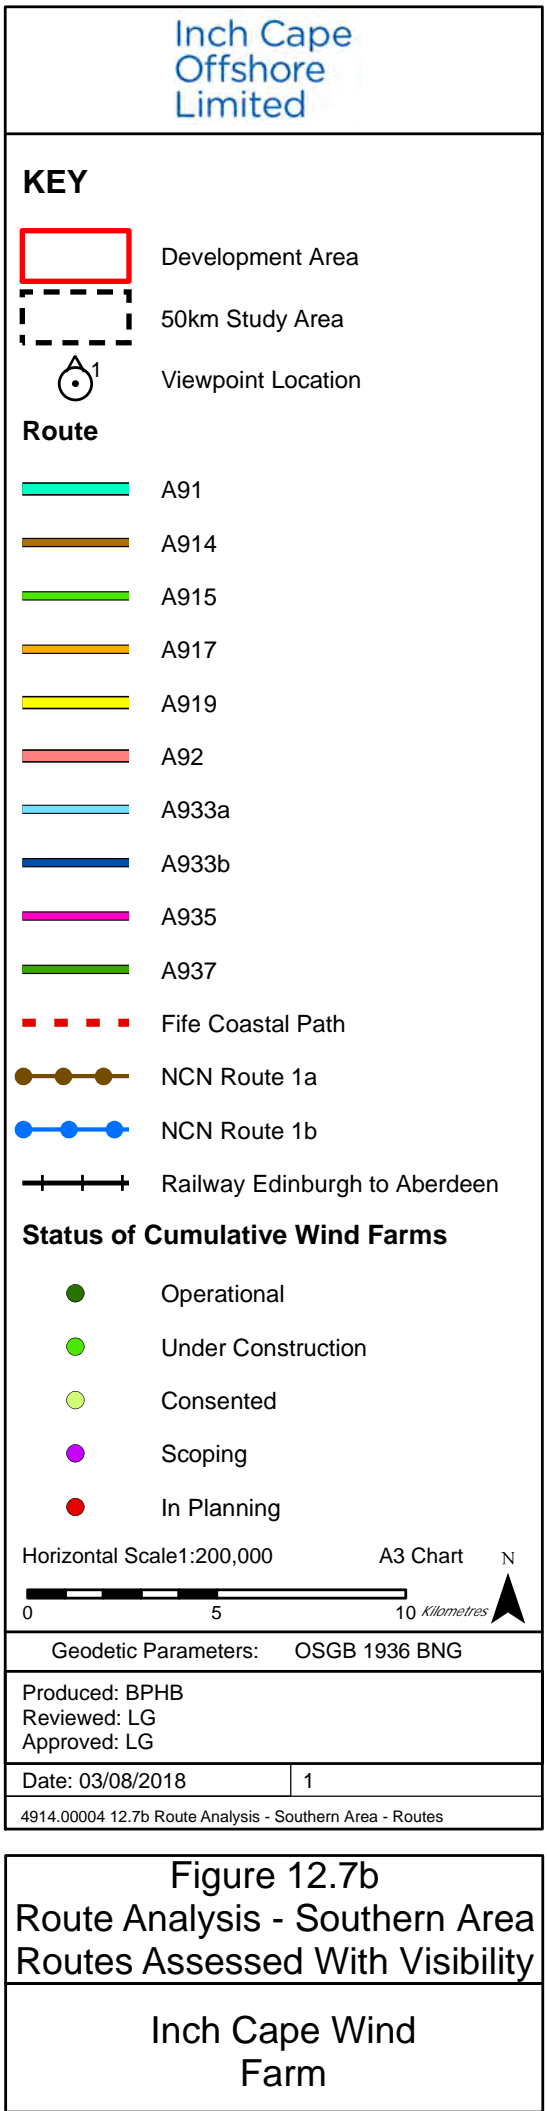 Inch Cape
Offshore
Limited
KEY
Development Area
50km Study Area
1
Viewpoint Location
Route
A91
A914
A915
A917
A919
A92
A933a
A933b
A935
A937
Fife Coastal Path
NCN Route 1a
NCN Route 1b
Railway Edinburgh to Aberdeen
Status of Cumulative Wind Farms
Operational
Under Construction
Consented
Scoping
In Planning
Horizontal Scale1:200,000 A3 Chart N
0 5 10 Kilometres
Geodetic Parameters: OSGB 1936 BNG
Produced: BPHB
Reviewed: LG
Approved: LG
Date: 03/08/2018 1
4914.00004 12.7b Route Analysis - Southern Area - Routes
Figure 12.7b
Route Analysis - Southern Area
Routes Assessed With Visibility
Inch Cape Wind
Farm